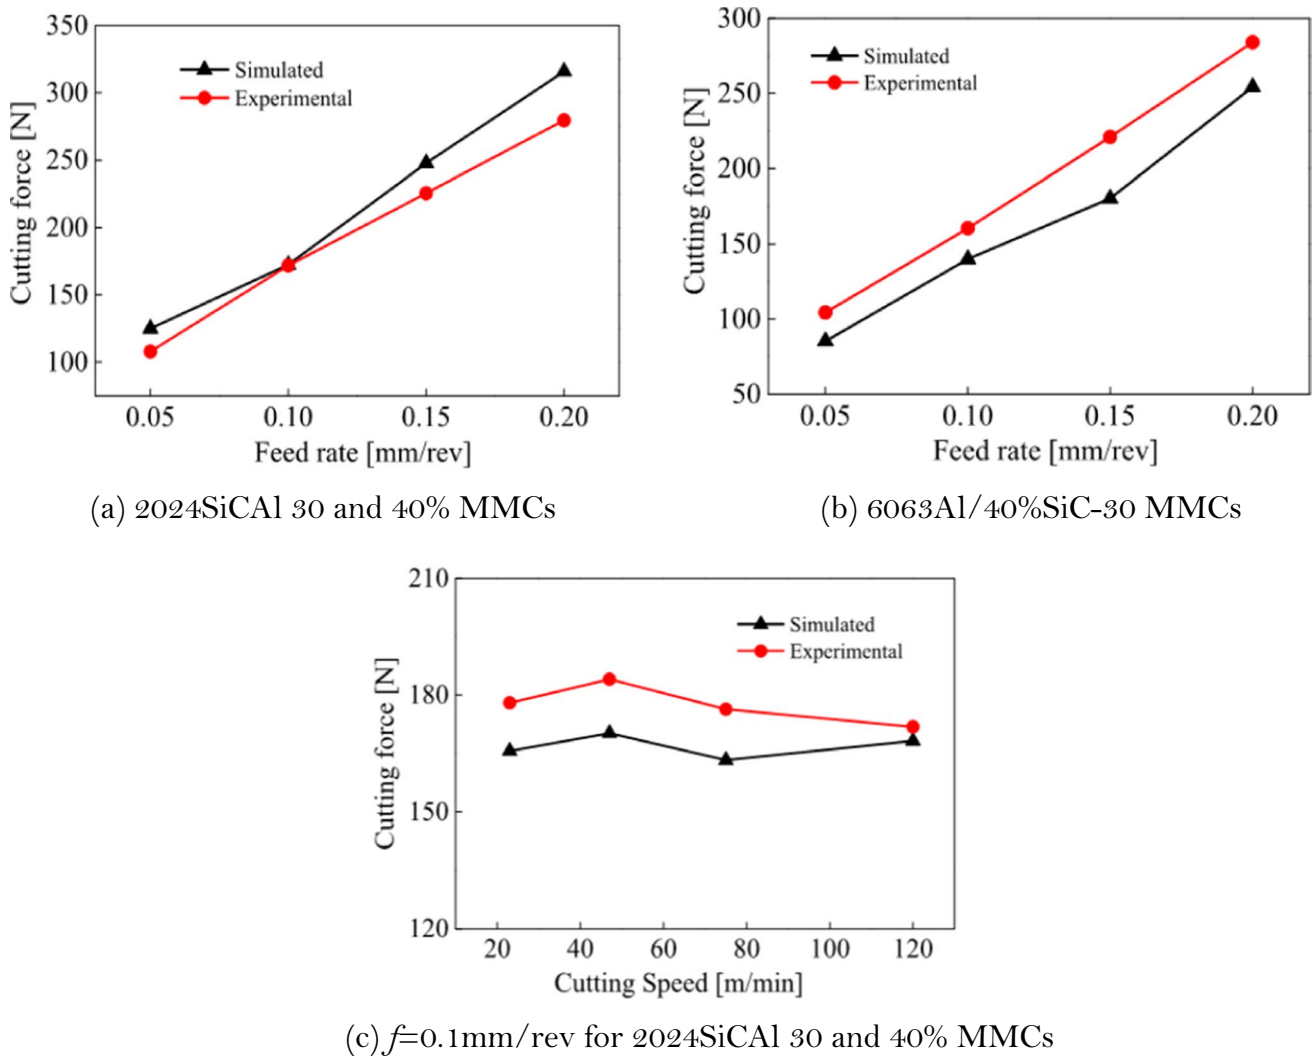 350
300
250
200
150
100
Cutting force [N]
Simulated
Experimental
0.05 0.10 0.15 0.20
Feed rate [mm/rev]
(a) 2024SiCAl 30 and 40% MMCs
300
250
200
150
100
50
Cutting force [N]
Simulated
Experimental
0.05 0.10 0.15 0.20
Feed rate [mm/rev]
(b) 6063Al/40%SiC-30 MMCs
210
180
150
120
Cutting force [N]
Simulated
Experimental
20 40 60 80 100 120
Cutting Speed [m/min]
(c) f=0.1mm/rev for 2024SiCAl 30 and 40% MMCs